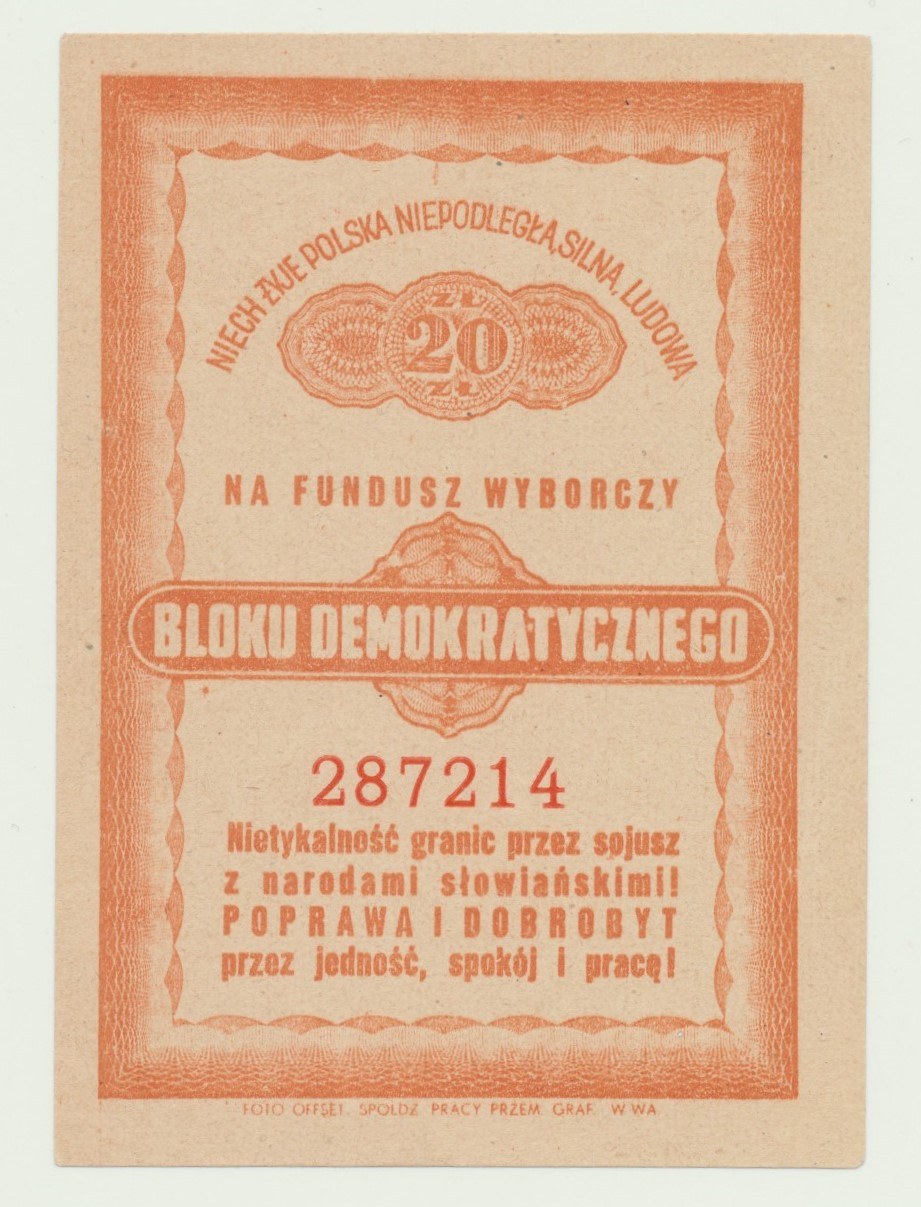 NIECH ŻYJE POLSKA NIEPODLEGŁA, SILNA, LUDOWA
zł
20
zł
NA FUNDUSZ WYBORCZY
BLOKU DEMOKRATYCZNEGO
287214
Nietykalność granic przez sojusz
z narodami słowiańskimi!
POPRAWA I DOBROBYT
przez jedność, spokój i pracę!
FOTO OFFSET. SPÓŁDZ PRACY PRZEM. GRAF. W-WA